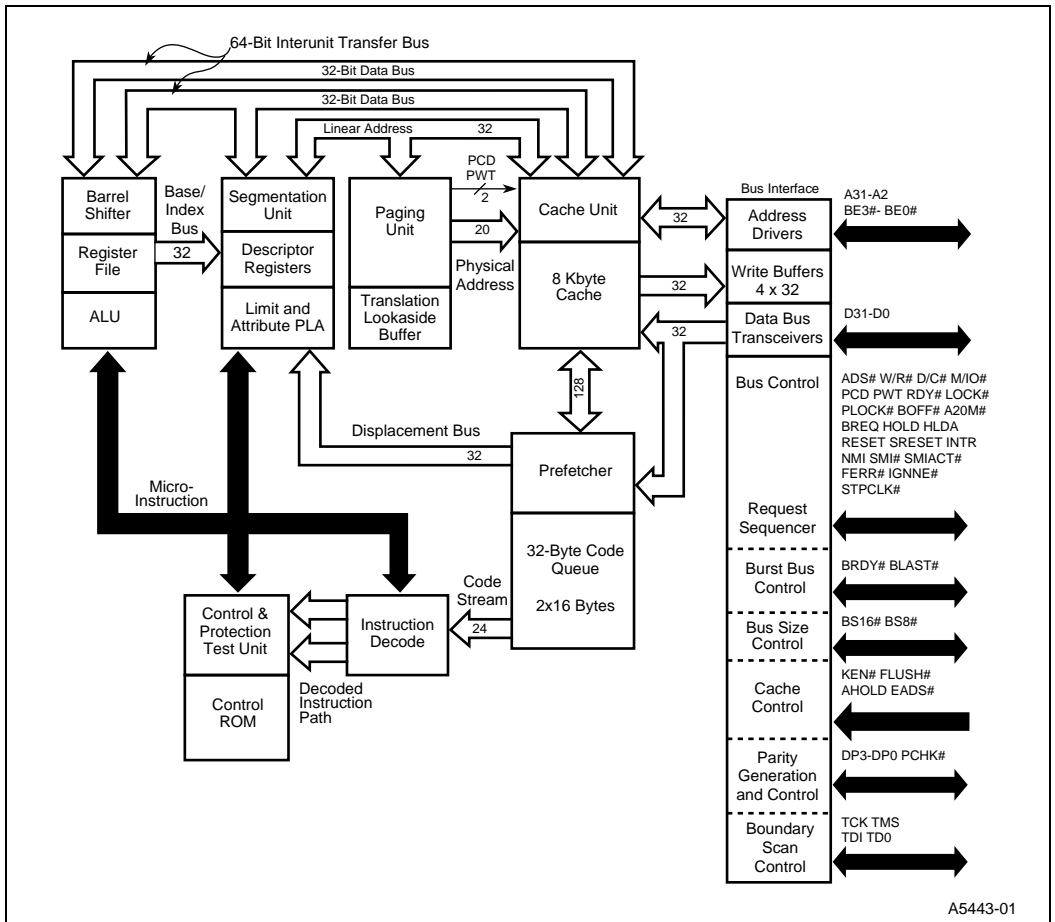 64-Bit Interunit Transfer Bus
32-Bit Data Bus
32-Bit Data Bus
Linear Address
32
PCD
PWT
2
Barrel
Shifter
Register
File
ALU
Base/
Index
Bus
32
Segmentation
Unit
Descriptor
Registers
Limit and
Attribute PLA
Paging
Unit
Translation
Lookaside
Buffer
20
Physical
Address
Cache Unit
8 Kbyte
Cache
32
32
32
128
Bus Interface
Address
Drivers
Write Buffers
4 x 32
Data Bus
Transceivers
Bus Control
Request
Sequencer
Burst Bus
Control
Bus Size
Control
Cache
Control
Parity
Generation
and Control
Boundary
Scan
Control
A31-A2
BE3#- BE0#
D31-D0
ADS# W/R# D/C# M/IO#
PCD PWT RDY# LOCK#
PLOCK# BOFF# A20M#
BREQ HOLD HLDA
RESET SRESET INTR
NMI SMI# SMIACT#
FERR# IGNNE#
STPCLK#
BRDY# BLAST#
BS16# BS8#
KEN# FLUSH#
AHOLD EADS#
DP3-DP0 PCHK#
TCK TMS
TDI TD0
Displacement Bus
32
Prefetcher
32-Byte Code
Queue
2x16 Bytes
Micro-
Instruction
Code
Stream
24
Control &
Protection
Test Unit
Control
ROM
Instruction
Decode
Decoded
Instruction
Path
A5443-01